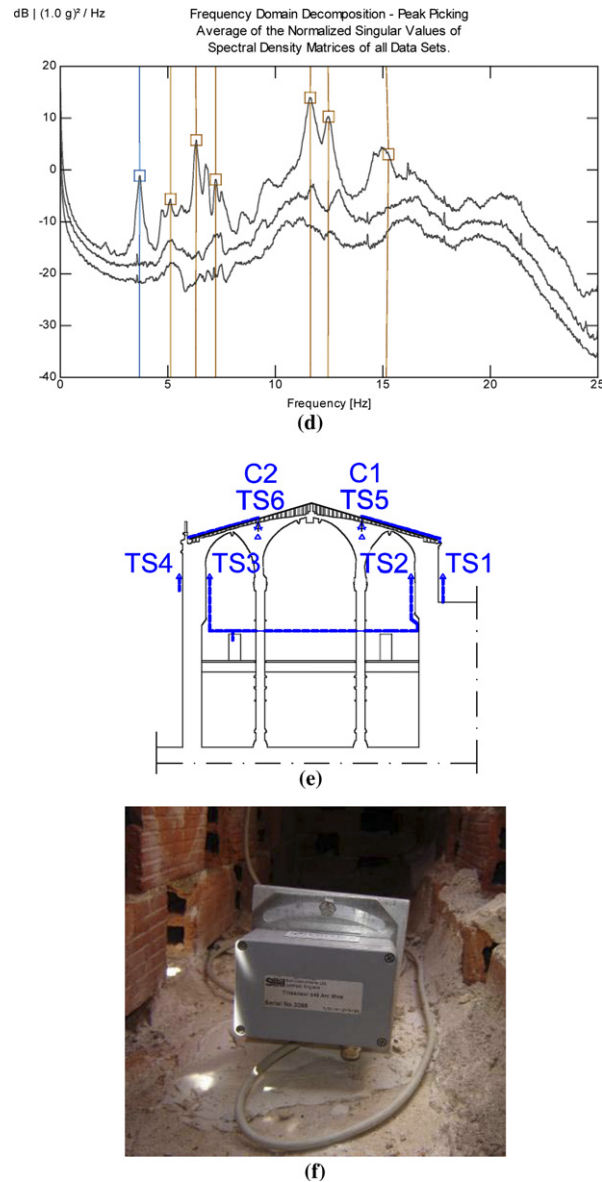 dB | (1.0 g)² / Hz
Frequency Domain Decomposition - Peak Picking
Average of the Normalized Singular Values of
Spectral Density Matrices of all Data Sets.
20
10
0
-10
-20
-30
-40
0
5
10
15
20
25
Frequency [Hz]
(d)
C2 C1
TS6 TS5
TS4 TS3 TS2 TS1
(e)
Serial No.
(f)